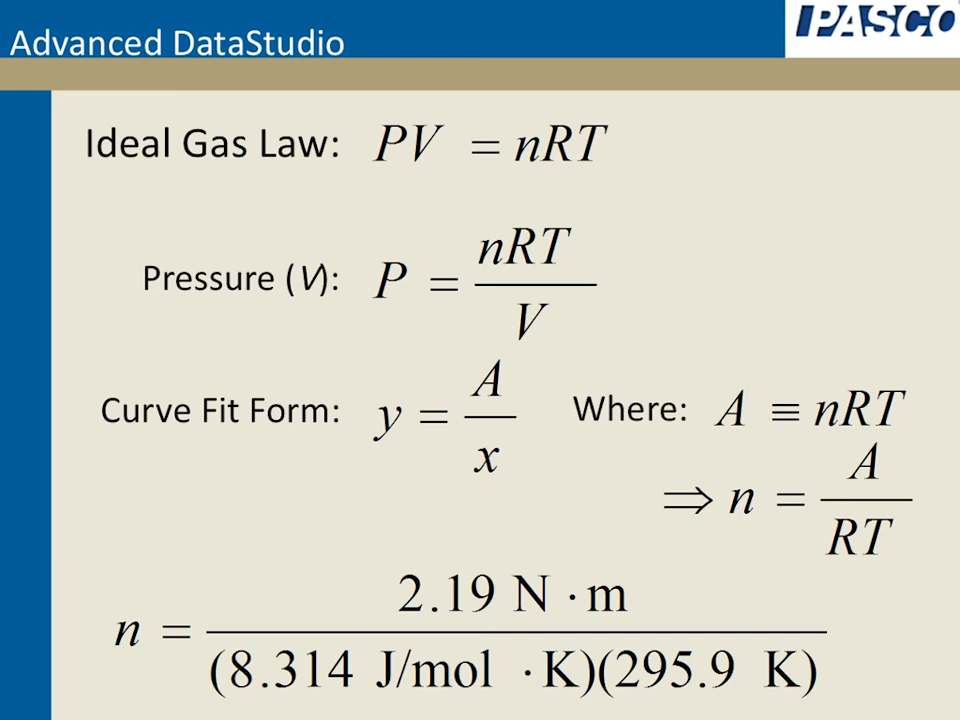 PASCO
Advanced DataStudio
Ideal Gas Law: PV = nRT
Pressure (V): P = nRT / V
Curve Fit Form: y = A / x Where: A ≡ nRT
⇒ n = A / RT
n = 2.19 N · m / (8.314 J/mol · K)(295.9 K)